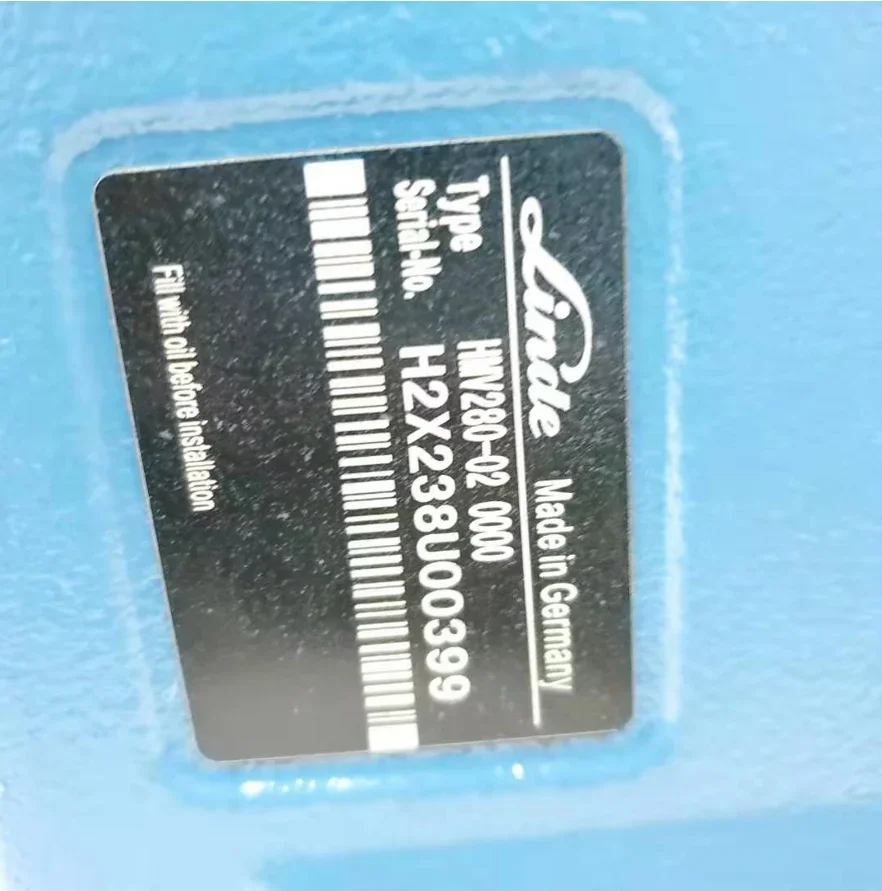 Linde Made in Germany
Type HMV280-02 0000
Serial-No. H2X238U00399
Fill with oil before installation